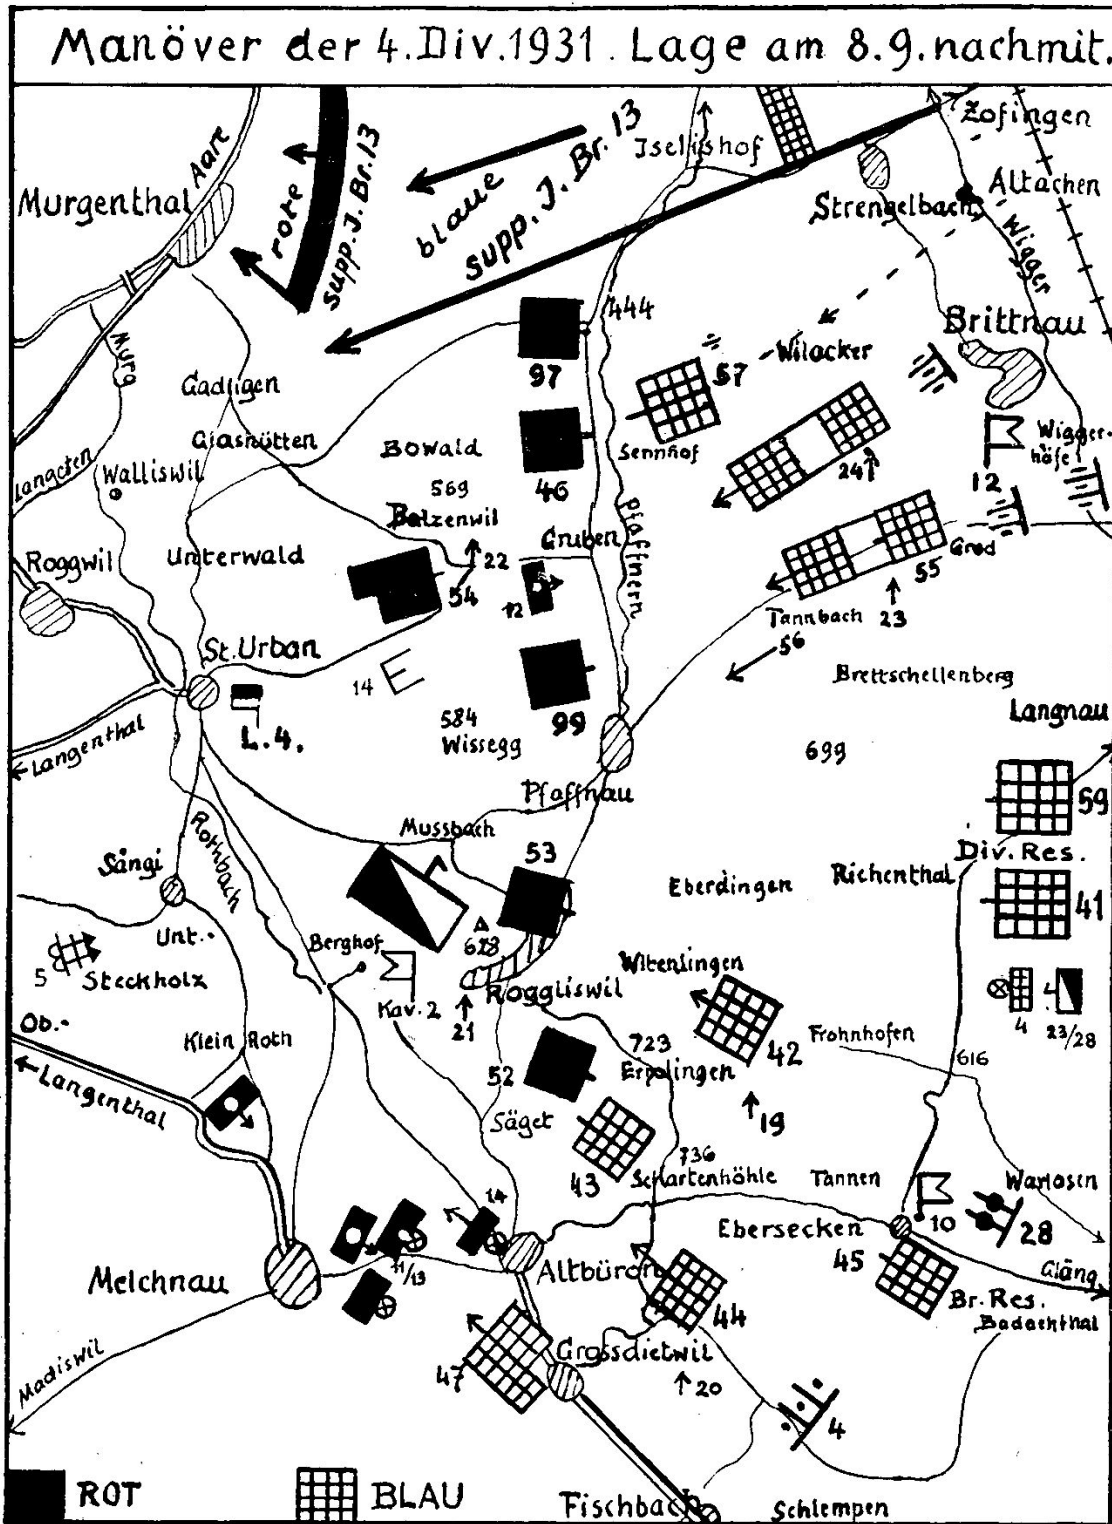 Manöver der 4.Div.1931. Lage am 8.9.nachmit.
Zofingen
Iselishof
Aare
rote
supp.J.Br.13
blaue
supp. J. Br. 13
Altachen
Murgenthal
Strengelbach
Wigger
444
Brittnau
Murg
Wilacker
97
57
Gadligen
Sennhof
Glashütten
Bowald
Wigger-
höfe
Langeten
Walliswil
46
24
12
569
Balzenwil
Gruben
Pfaffnern
Roggwil
Unterwald
22
Grod
54
12
55
Tannbach
23
St.Urban
56
14
Brettschellenberg
L.4.
584
Wissegg
99
Langnau
Langenthal
699
Pfaffnau
59
Mussbach
Rothbach
53
Div.Res.
Sängi
Eberdingen
Richenthal
41
Unt.-
Berghof
628
5
Steckholz
Witenlingen
Kav.2
21
Roggliswil
4
23/28
Ob.-
Klein Roth
42
Frohnhofen
723
616
Langenthal
52
Erpolingen
Säget
19
736
43
Schartenhöhle
Tannen
14
10
Ebersecken
28
11/13
45
Melchnau
Altbüron
Gläng
Br.Res.
44
Grossdietwil
47
Madiswil
20
4
ROT
BLAU
Fischbach
Schlempen